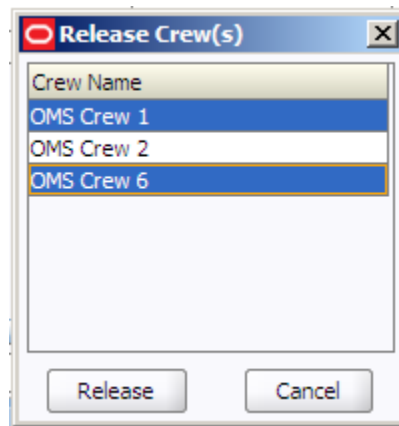 Release Crew(s)
Crew Name
OMS Crew 1
OMS Crew 2
OMS Crew 6
Release Cancel